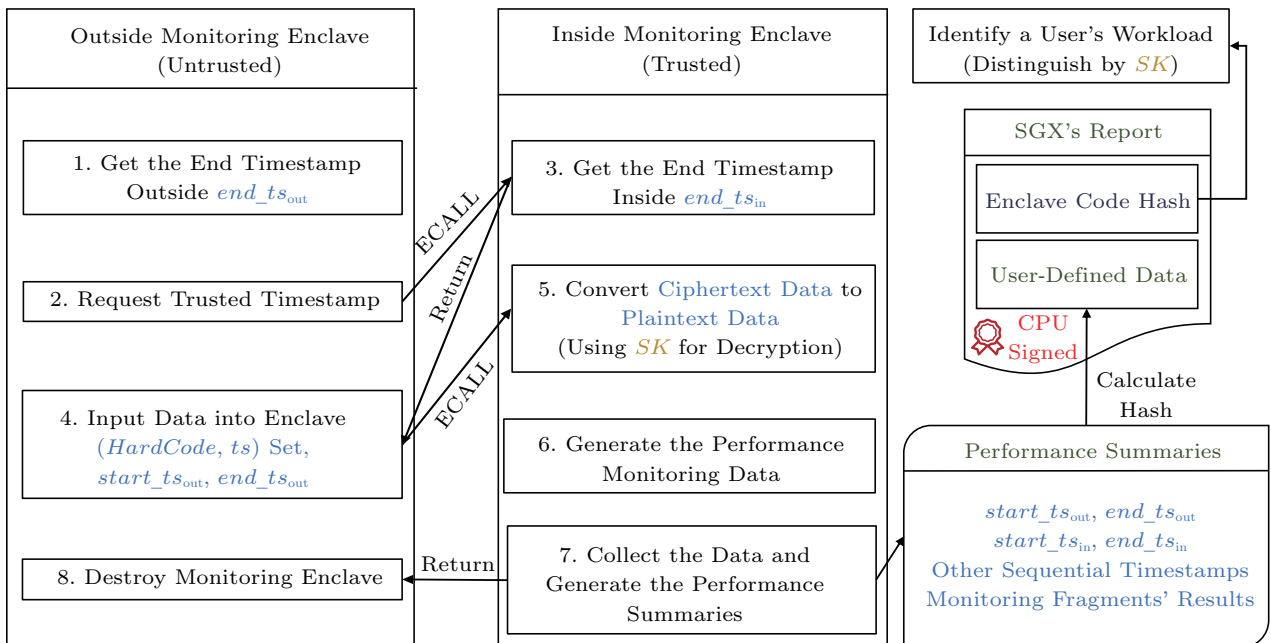 Outside Monitoring Enclave
(Untrusted)
1. Get the End Timestamp
Outside end_ts_out
2. Request Trusted Timestamp
4. Input Data into Enclave
(HardCode, ts) Set,
start_ts_out, end_ts_out
8. Destroy Monitoring Enclave
ECALL
Return
ECALL
Return
Inside Monitoring Enclave
(Trusted)
3. Get the End Timestamp
Inside end_ts_in
5. Convert Ciphertext Data to
Plaintext Data
(Using SK for Decryption)
6. Generate the Performance
Monitoring Data
7. Collect the Data and
Generate the Performance
Summaries
Identify a User's Workload
(Distinguish by SK)
SGX's Report
Enclave Code Hash
User-Defined Data
CPU
Signed
Calculate
Hash
Performance Summaries
start_ts_out, end_ts_out
start_ts_in, end_ts_in
Other Sequential Timestamps
Monitoring Fragments' Results